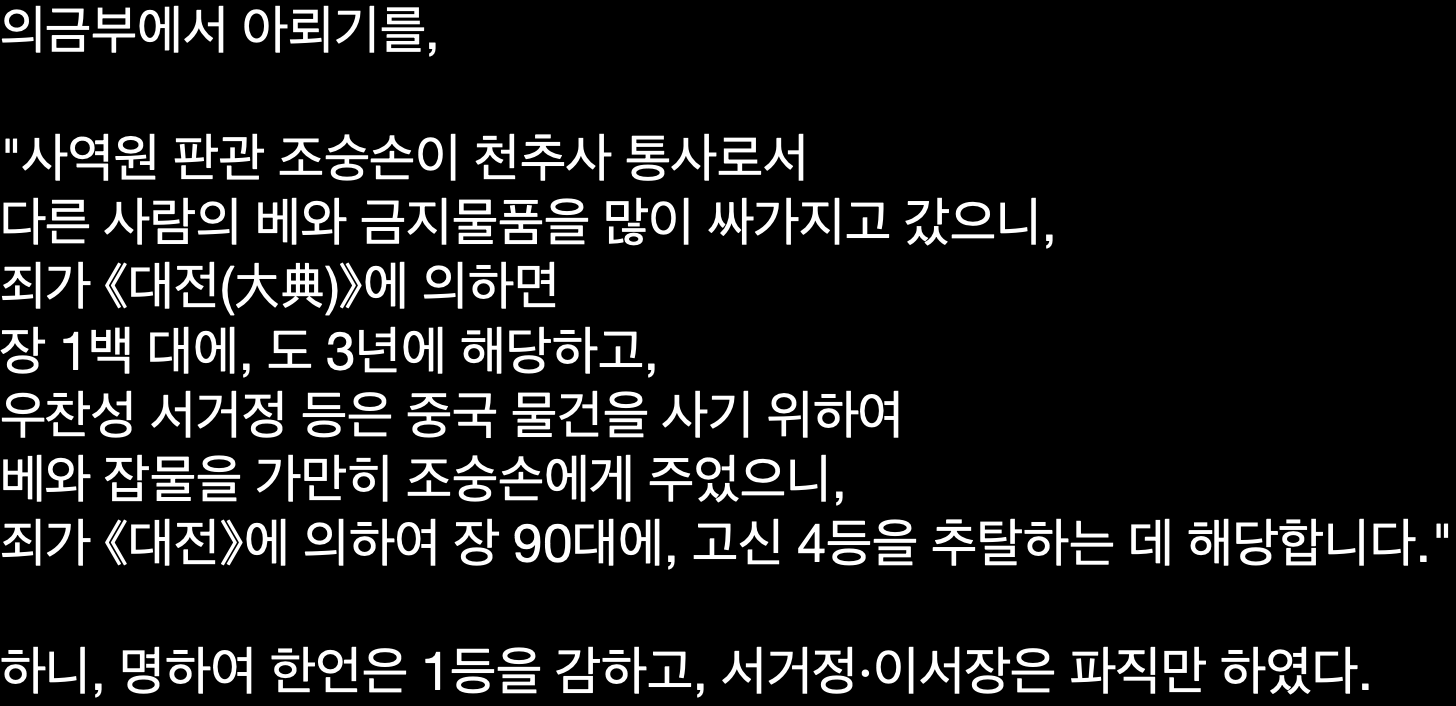 의금부에서 아뢰기를,
"사역원 판관 조숭손이 천추사 통사로서
다른 사람의 베와 금지물품을 많이 싸가지고 갔으니,
죄가 《대전(大典)》에 의하면
장 1백 대에, 도 3년에 해당하고,
우찬성 서거정 등은 중국 물건을 사기 위하여
베와 잡물을 가만히 조숭손에게 주었으니,
죄가 《대전》에 의하여 장 90대에, 고신 4등을 추탈하는 데 해당합니다."
하니, 명하여 한언은 1등을 감하고, 서거정·이서장은 파직만 하였다.